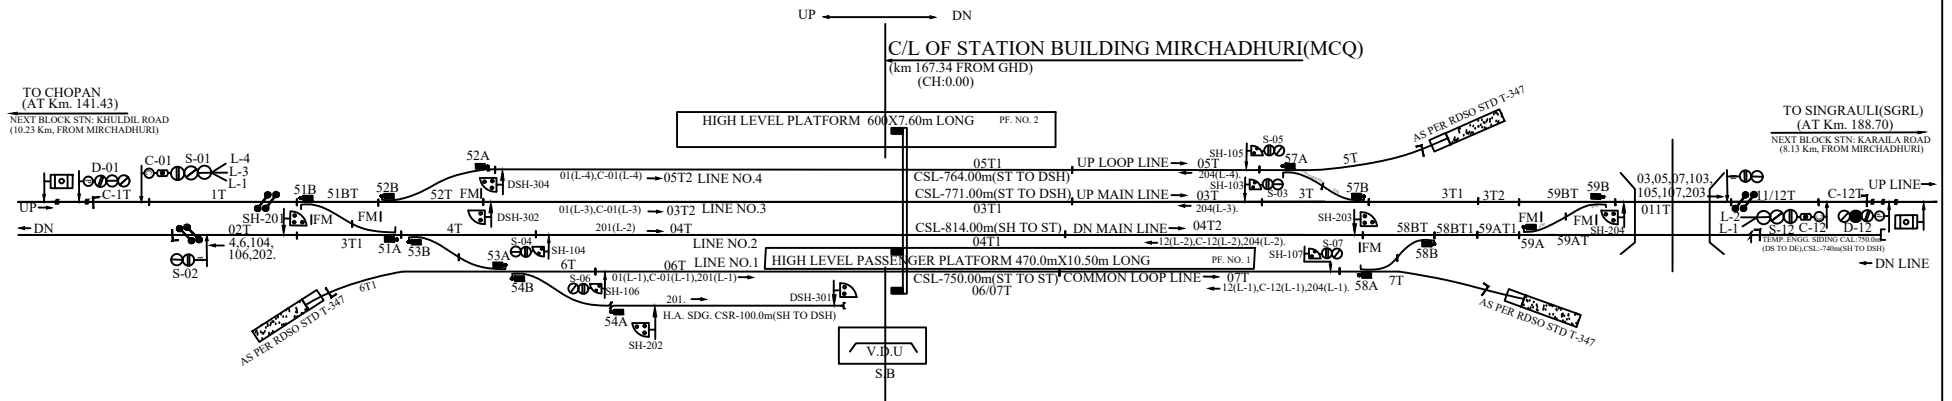 UP DN
C/L OF STATION BUILDING MIRCHADHURI(MCQ)
(km 167.34 FROM GHD)
(CH:0.00)
TO CHOPAN
(AT Km. 141.43)
NEXT BLOCK STN: KHULDIL ROAD
(10.23 Km, FROM MIRCHADHURI)
TO SINGRAULI(SGRL)
(AT Km. 188.70)
NEXT BLOCK STN: KARAILA ROAD
(8.13 Km, FROM MIRCHADHURI)
HIGH LEVEL PLATFORM 600X7.60m LONG PF. NO. 2
AS PER RDSO STD T-347
D-01 C-01 S-01 L-4
L-3
L-1
C-1T 1T
52A
51B 51BT 52B 52T FM
DSH-304
01(L-4),C-01(L-4) 05T2 LINE NO.4
05T1 UP LOOP LINE 05T
CSL-764.00m(ST TO DSH) 204(L-4).
SH-105 S-05 57A 5T
UP
SH-201 FM FM
DSH-302
01(L-3),C-01(L-3) 03T2 LINE NO.3
CSL-771.00m(ST TO DSH) UP MAIN LINE 03T
03T1 204(L-3).
SH-103 S-03 3T 57B 3T1 3T2 59BT 59B
03,05,07,103.
105,107,203.
011T
11/12T C-12T UP LINE
DN
02T
4,6,104,
106,202.
S-02
3T1 51A 53B 4T
S-04 SH-104
201(L-2) 04T
LINE NO.2
CSL-814.00m(SH TO ST) DN MAIN LINE 04T2
04T1 12(L-2),C-12(L-2),204(L-2).
SH-203 FM
58BT 58BT1 59AT1 59A 59AT
FM FM SH-204
L-2
L-1 S-12 C-12 D-12
TEMP. ENGG. SIDING CAL:750.0m
(DS TO DE),CSL:-740m(SH TO DSH)
DN LINE
53A 54B 6T
S-06 SH-106
06T LINE NO.1
01(L-1),C-01(L-1),201(L-1)
HIGH LEVEL PASSENGER PLATFORM 470.0mX10.50m LONG PF. NO. 1
S-07 SH-107
58B
58A 7T
CSL-750.00m(ST TO ST) COMMON LOOP LINE 07T
06/07T 12(L-1),C-12(L-1),204(L-1).
6T1
AS PER RDSO STD T-347
54A
SH-202
201.
H.A. SDG. CSR-100.0m(SH TO DSH)
DSH-301
AS PER RDSO STD T-347
V.D.U
S.B